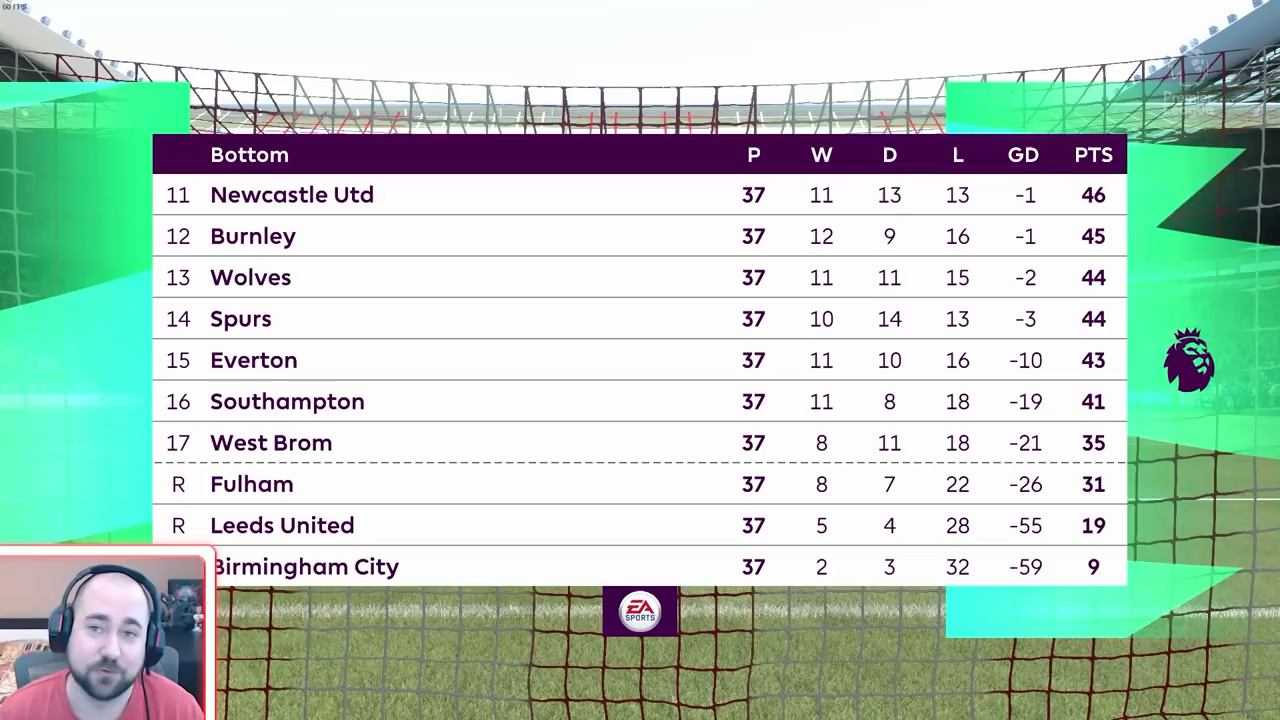 60 FPS
Bottom P W D L GD PTS
11 Newcastle Utd 37 11 13 13 -1 46
12 Burnley 37 12 9 16 -1 45
13 Wolves 37 11 11 15 -2 44
14 Spurs 37 10 14 13 -3 44
15 Everton 37 11 10 16 -10 43
16 Southampton 37 11 8 18 -19 41
17 West Brom 37 8 11 18 -21 35
R Fulham 37 8 7 22 -26 31
R Leeds United 37 5 4 28 -55 19
Birmingham City 37 2 3 32 -59 9
EA
SPORTS